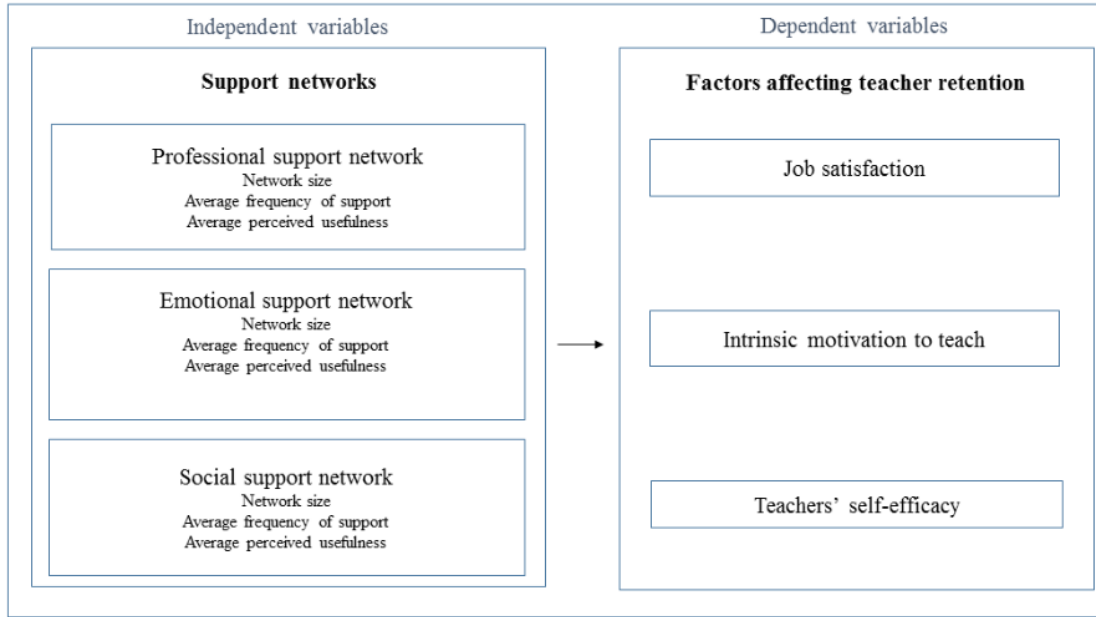 Independent variables
Support networks
Professional support network
Network size
Average frequency of support
Average perceived usefulness
Emotional support network
Network size
Average frequency of support
Average perceived usefulness
Social support network
Network size
Average frequency of support
Average perceived usefulness
Dependent variables
Factors affecting teacher retention
Job satisfaction
Intrinsic motivation to teach
Teachers’ self-efficacy